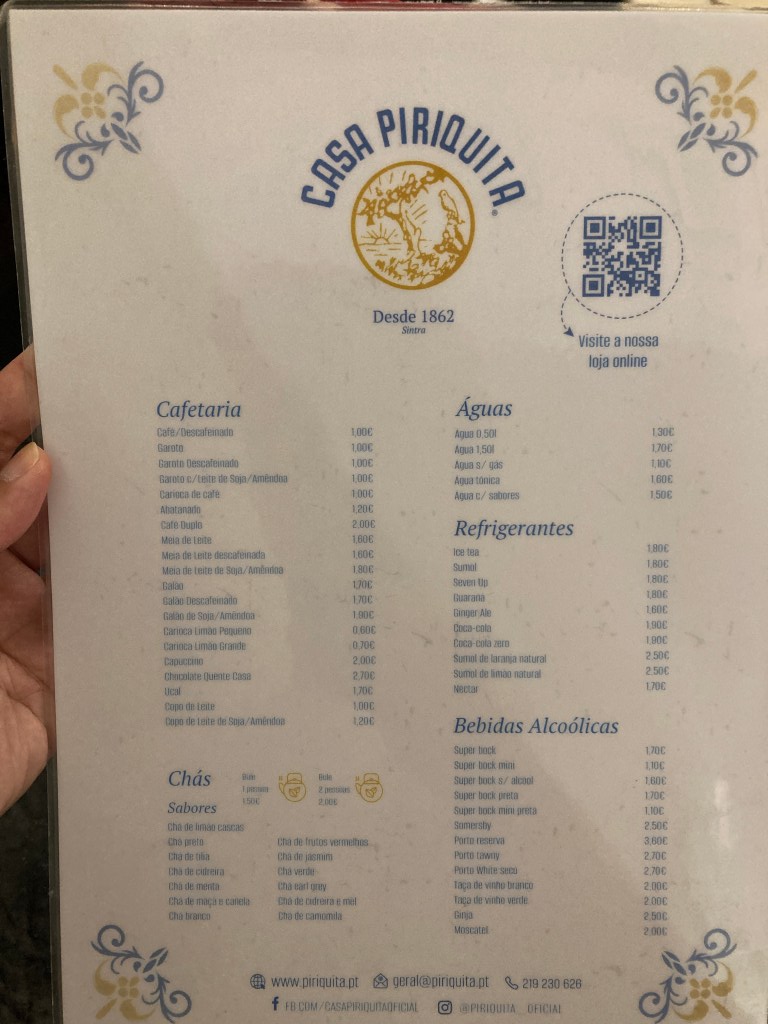 CASA PIRIQUITA
®
Desde 1862
Sintra
Visite a nossa
loja online
Cafetaria
Café/Descafeinado 1,00€
Garoto 1,00€
Garoto Descafeinado 1,00€
Garoto c/Leite de Soja/Amêndoa 1,00€
Carioca de café 1,00€
Abatanado 1,20€
Café Duplo 2,00€
Meia de Leite 1,60€
Meia de Leite descafeinada 1,60€
Meia de Leite de Soja/Amêndoa 1,80€
Galão 1,70€
Galão Descafeinado 1,70€
Galão de Soja/Amêndoa 1,90€
Carioca Limão Pequeno 0,60€
Carioca Limão Grande 0,70€
Capuccino 2,00€
Chocolate Quente Casa 2,70€
Ucal 1,70€
Copo de Leite 1,00€
Copo de Leite de Soja/Amêndoa 1,20€
Chás
Bule
1 pessoa
1,50€
Bule
2 pessoas
2,00€
Sabores
Chá de limão cascas
Chá preto
Chá de tília
Chá de cidreira
Chá de menta
Chá de maçã e canela
Chá branco
Chá de frutos vermelhos
Chá de jasmim
Chá verde
Chá earl grey
Chá de cidreira e mel
Chá de camomila
Águas
Água 0,50l 1,30€
Água 1,50l 1,70€
Água s/ gás 1,10€
Água tónica 1,60€
Água c/ sabores 1,50€
Refrigerantes
Ice tea 1,80€
Sumol 1,80€
Seven Up 1,80€
Guaraná 1,80€
Ginger Ale 1,60€
Coca-cola 1,90€
Coca-cola zero 1,90€
Sumol de laranja natural 2,50€
Sumol de limão natural 2,50€
Néctar 1,70€
Bebidas Alcoólicas
Super bock 1,70€
Super bock mini 1,10€
Super bock s/ álcool 1,60€
Super bock preta 1,70€
Super bock mini preta 1,10€
Somersby 2,50€
Porto reserva 3,60€
Porto tawny 2,70€
Porto White seco 2,70€
Taça de vinho branco 2,00€
Taça de vinho verde 2,00€
Ginja 2,50€
Moscatel 2,00€
www.piriquita.pt geral@piriquita.pt 219 230 626
FB.COM/CASAPIRIQUITAOFICIAL @PIRIQUITA_OFICIAL